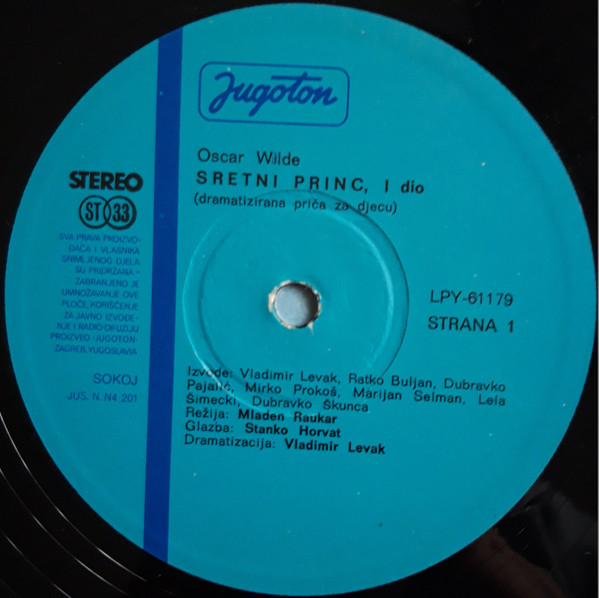 Jugoton
Oscar Wilde
SRETNI PRINC, I dio
(dramatizirana priča za djecu)
STEREO
ST 33
SVA PRAVA PROIZVO-
ĐAČA I VLASNIKA
SNIMLJENOG DJELA
SU PRIDRŽANA –
ZABRANJENO JE
UMNOŽAVANJE OVE
PLOČE, KORIŠĆENJE
ZA JAVNO IZVOĐE-
NJE I RADIO-DIFUZIJU
PROIZVEO ·JUGOTON·
ZAGREB, YUGOSLAVIA
SOKOJ
JUS. N. N4 201
LPY-61179
STRANA 1
Izvode: Vladimir Levak, Ratko Buljan, Dubravko
Pajalić, Mirko Prokoš, Marijan Selman, Lela
Šimecki, Dubravko Škunca
Režija: Mladen Raukar
Glazba: Stanko Horvat
Dramatizacija: Vladimir Levak